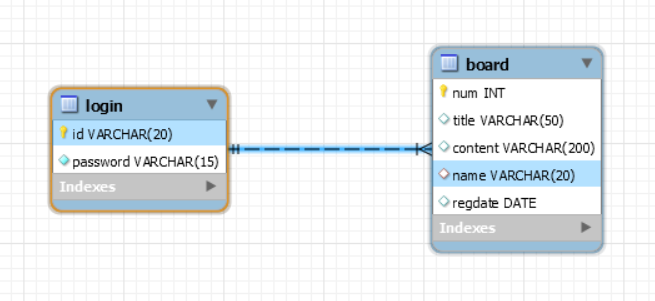 login
id VARCHAR(20)
password VARCHAR(15)
Indexes
board
num INT
title VARCHAR(50)
content VARCHAR(200)
name VARCHAR(20)
regdate DATE
Indexes